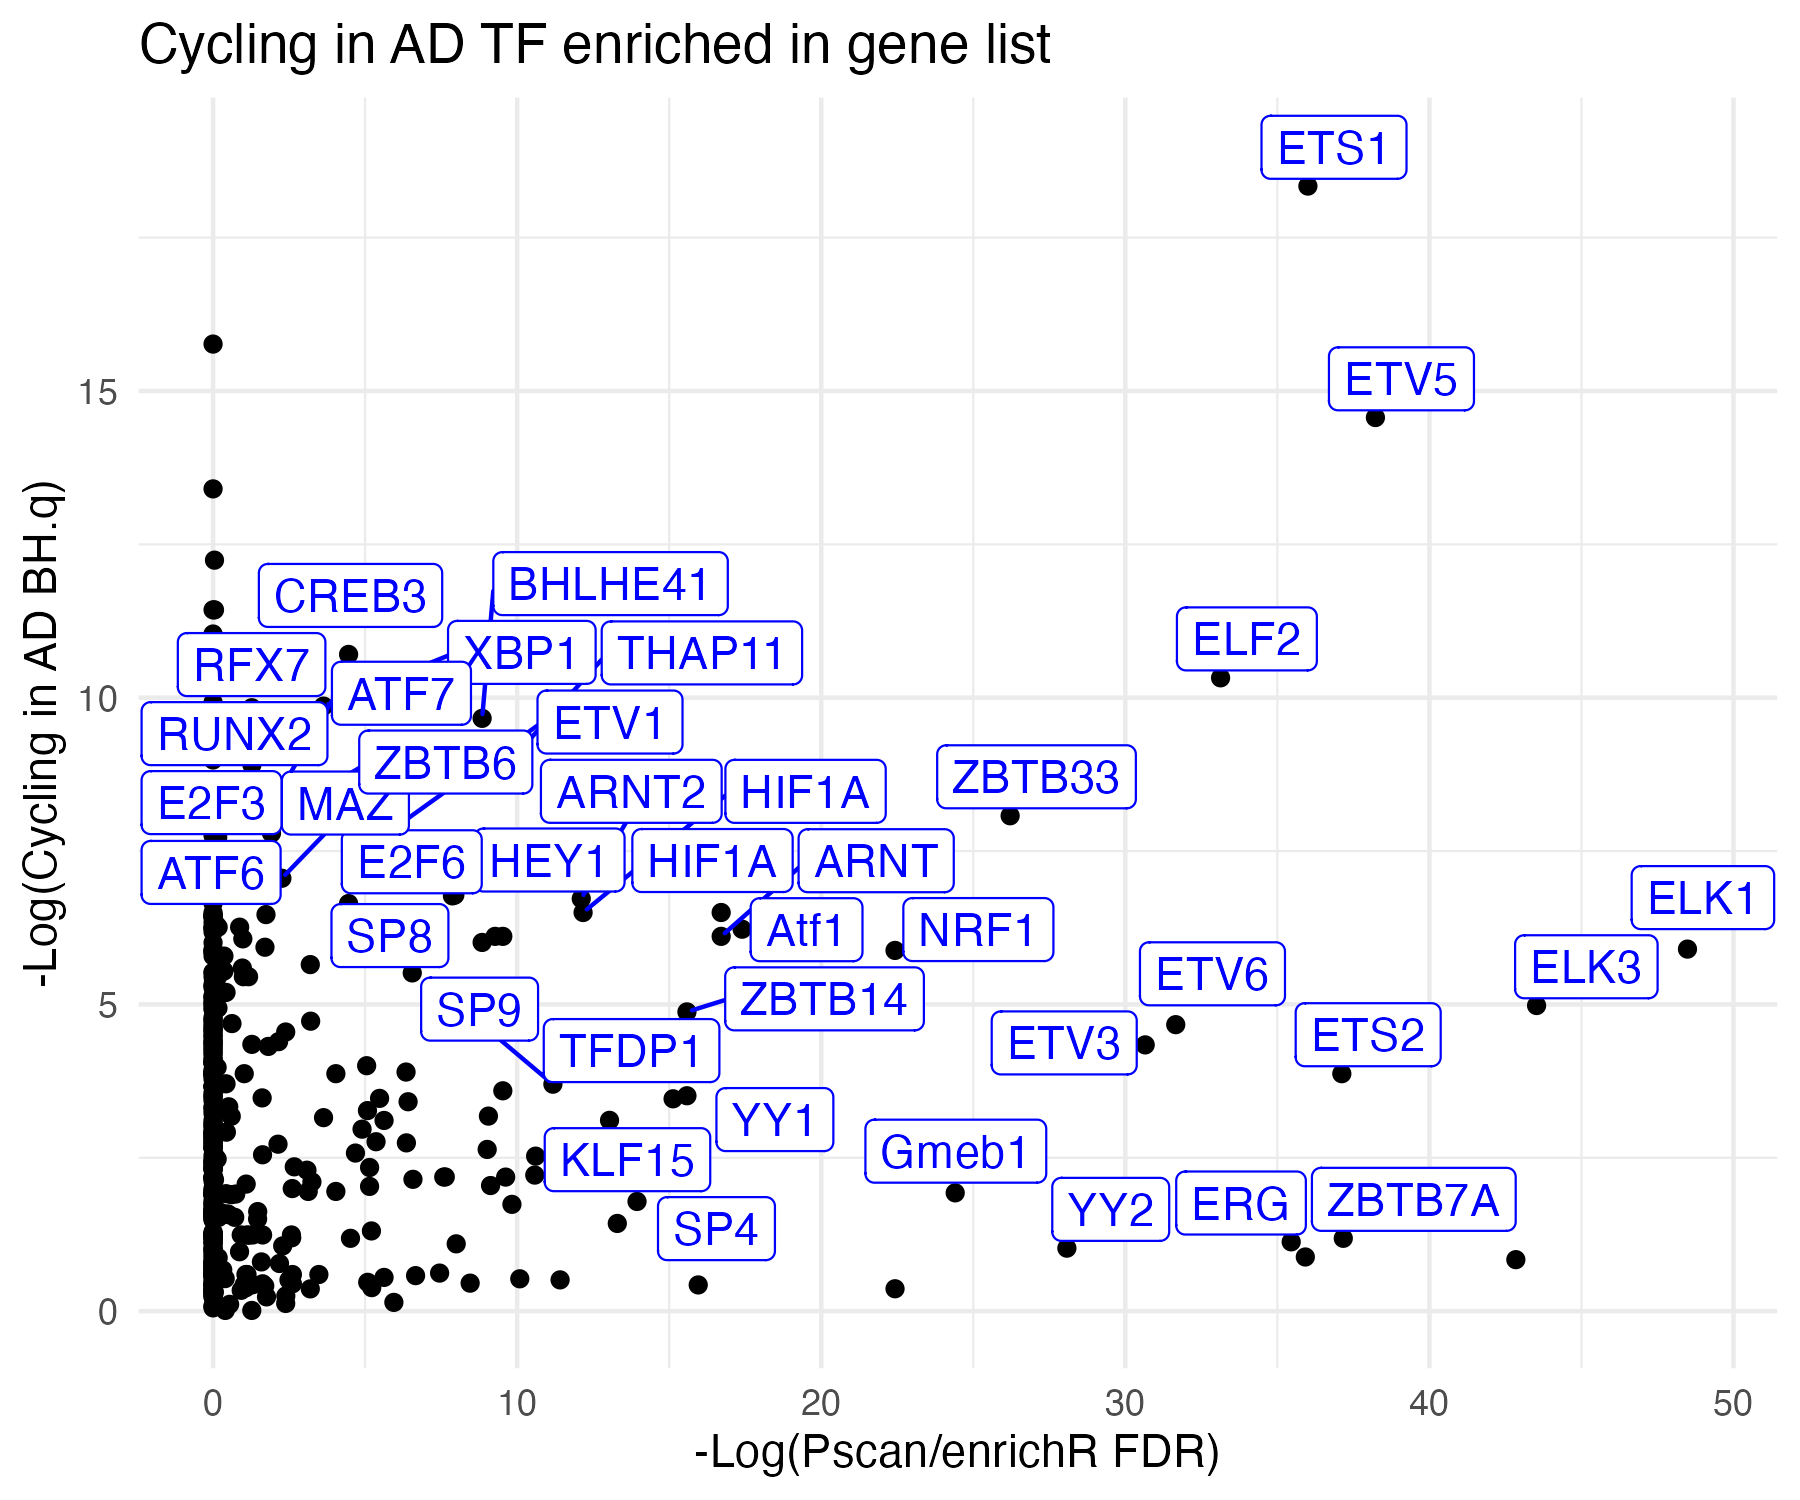 Cycling in AD TF enriched in gene list
-Log(Cycling in AD BH.q)
15
10
5
0
ETS1
ETV5
CREB3
BHLHE41
ELF2
RFX7
XBP1
THAP11
ATF7
RUNX2
ETV1
ZBTB6
ZBTB33
E2F3
MAZ
ARNT2
HIF1A
ATF6
E2F6
HEY1
HIF1A
ARNT
ELK1
SP8
Atf1
NRF1
ETV6
ELK3
SP9
ZBTB14
TFDP1
ETV3
ETS2
YY1
KLF15
Gmeb1
YY2
ERG
ZBTB7A
SP4
0
10
20
30
40
50
-Log(Pscan/enrichR FDR)